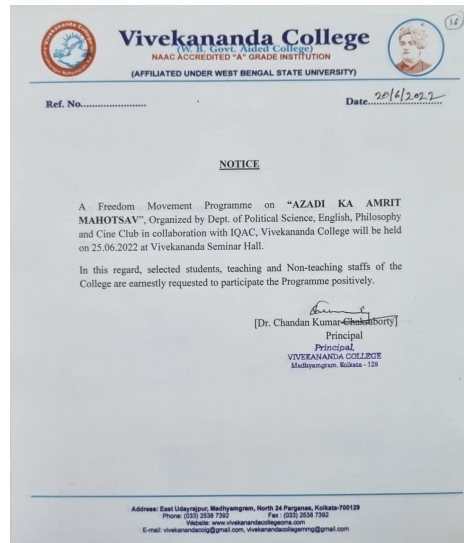 16
Vivekananda College
(W. B. Govt. Aided College)
NAAC ACCREDITED "A" GRADE INSTITUTION
(AFFILIATED UNDER WEST BENGAL STATE UNIVERSITY)
Ref. No......................
Date 20/6/2022
NOTICE
A Freedom Movement Programme on "AZADI KA AMRIT
MAHOTSAV", Organized by Dept. of Political Science, English, Philosophy
and Cine Club in collaboration with IQAC, Vivekananda College will be held
on 25.06.2022 at Vivekananda Seminar Hall.
In this regard, selected students, teaching and Non-teaching staffs of the
College are earnestly requested to participate the Programme positively.
[Dr. Chandan Kumar Chakraborty]
Principal
Principal,
VIVEKANANDA COLLEGE
Madhyamgram, Kolkata - 129
Address: East Udayrajpur, Madhyamgram, North 24 Parganas, Kolkata-700129
Phone: (033) 2538 7392 Fax : (033) 2538 7392
Website: www.vivekanandacollegecms.com
E-mail: vivekanandacolg@gmail.com, vivekanandacollegemmg@gmail.com